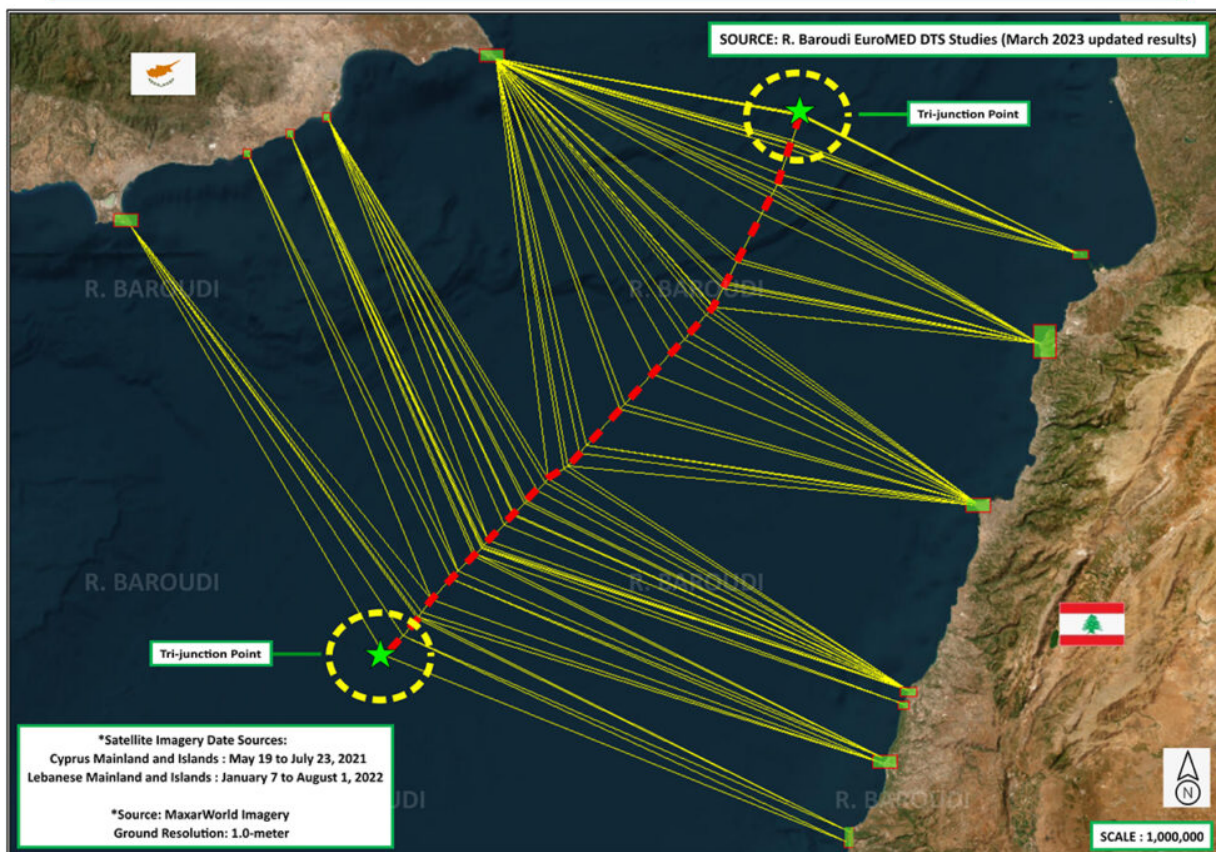 SOURCE: R. Baroudi EuroMED DTS Studies (March 2023 updated results)
Tri-junction Point
R. BAROUDI
R. BAROUDI
R. BAROUDI
R. BAROUDI
Tri-junction Point
*Satellite Imagery Date Sources:
Cyprus Mainland and Islands : May 19 to July 23, 2021
Lebanese Mainland and Islands : January 7 to August 1, 2022
*Source: MaxarWorld Imagery
Ground Resolution: 1.0-meter
R. BAROUDI
N
SCALE : 1,000,000